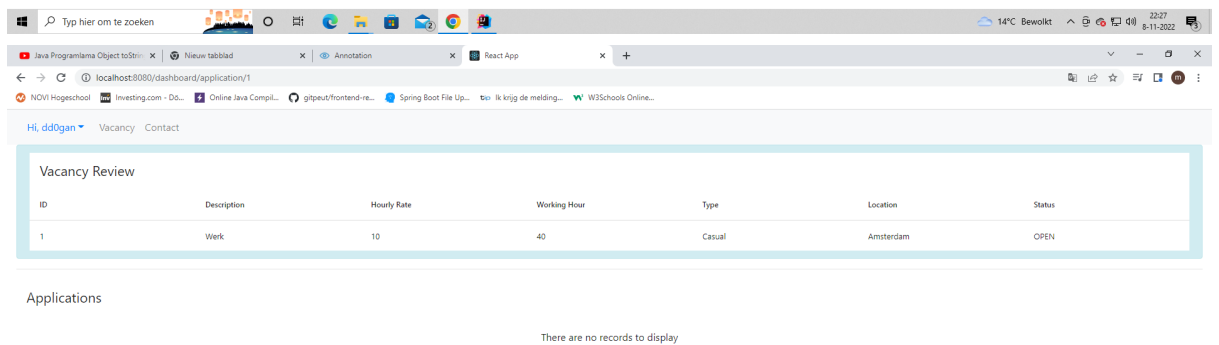 Typ hier om te zoeken
14°C Bewolkt
22:27
8-11-2022
Java Programlama Object toStrin
Nieuw tabblad
Annotation
React App
localhost:8080/dashboard/application/1
NOVI Hogeschool
Investing.com - Dö...
Online Java Compil...
gitpeut/frontend-re...
Spring Boot File Up...
Ik krijg de melding...
W3Schools Online...
Hi, dd0gan Vacancy Contact
Vacancy Review
ID Description Hourly Rate Working Hour Type Location Status
1 Werk 10 40 Casual Amsterdam OPEN
Applications
There are no records to display